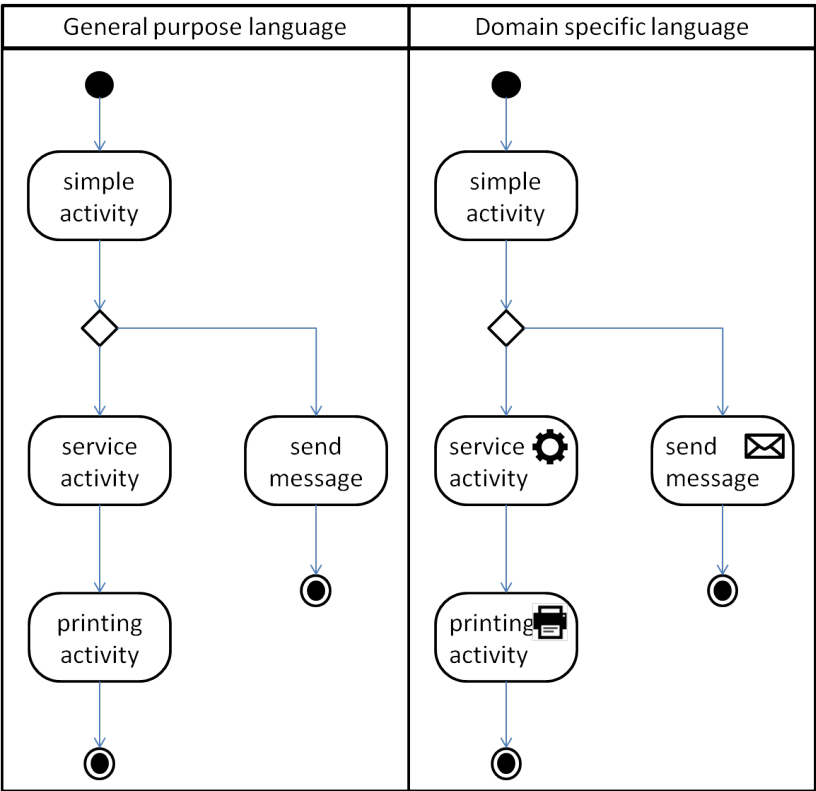 General purpose language
simple
activity
service
activity
send
message
printing
activity
Domain specific language
simple
activity
service
activity
send
message
printing
activity